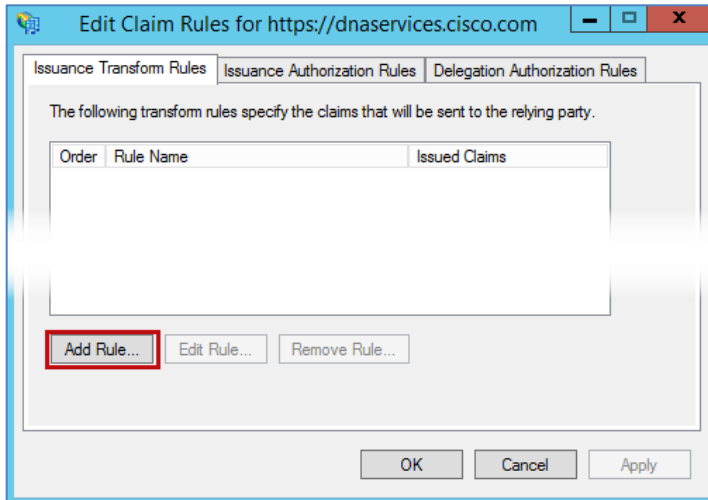 Edit Claim Rules for https://dnaservices.cisco.com
Issuance Transform Rules Issuance Authorization Rules Delegation Authorization Rules
The following transform rules specify the claims that will be sent to the relying party.
Order Rule Name Issued Claims
Add Rule... Edit Rule... Remove Rule...
OK Cancel Apply